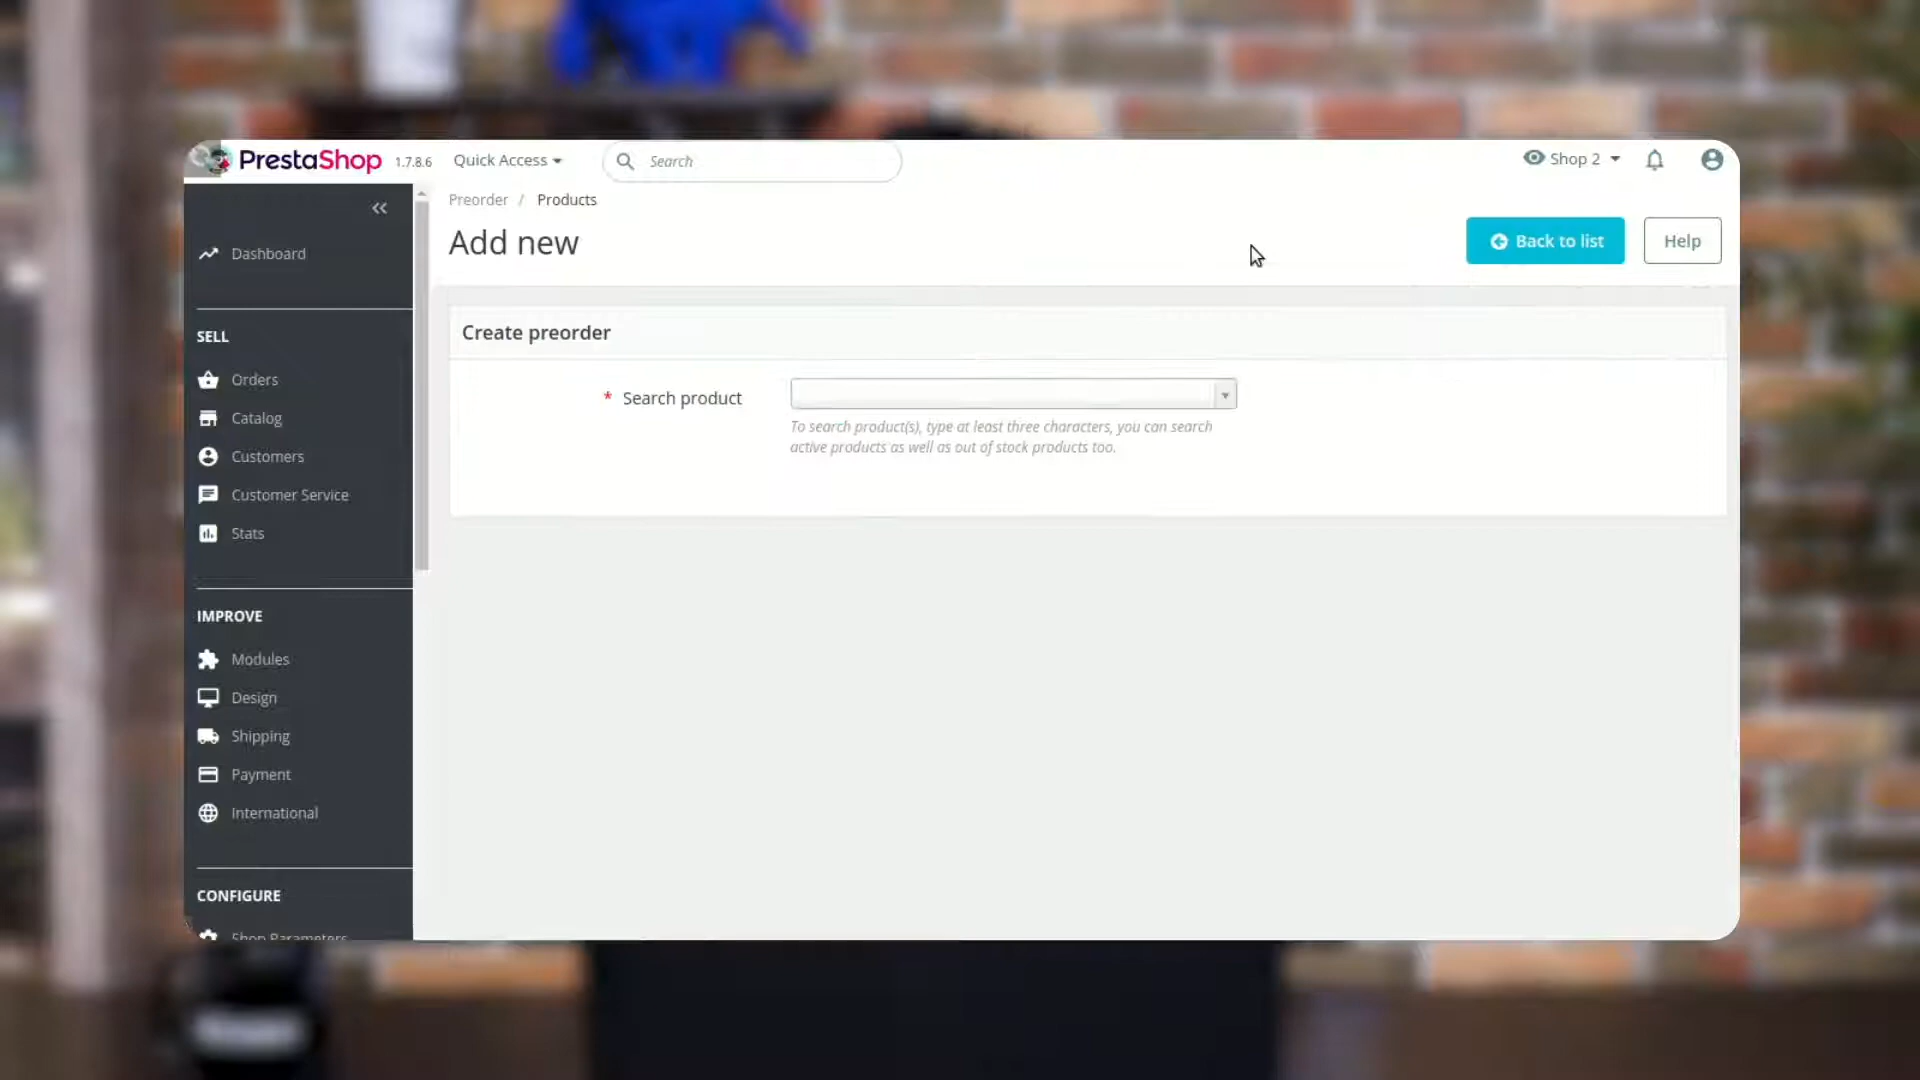 PrestaShop 1.7.8.6 Quick Access Search Shop 2
Preorder / Products
Add new
Back to list
Help
Dashboard
SELL
Orders
Catalog
Customers
Customer Service
Stats
IMPROVE
Modules
Design
Shipping
Payment
International
CONFIGURE
Shop Parameters
Create preorder
* Search product
To search product(s), type at least three characters, you can search
active products as well as out of stock products too.